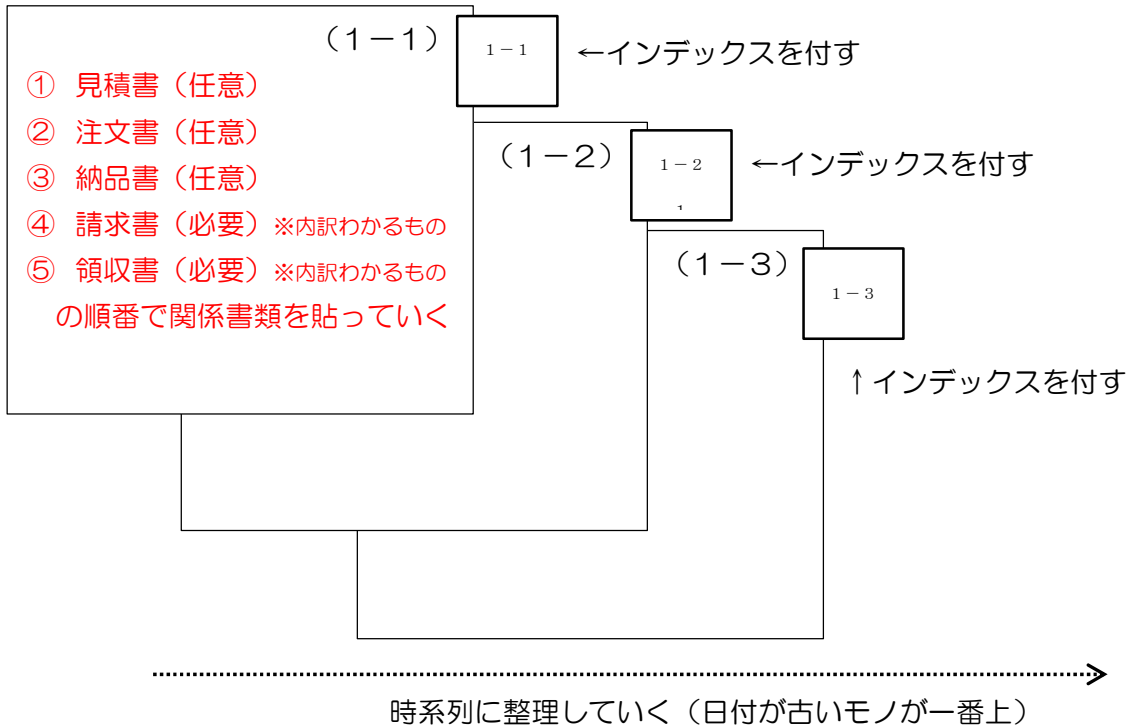 (1－1)
1－1
←インデックスを付す
① 見積書（任意）
② 注文書（任意）
③ 納品書（任意）
④ 請求書（必要）※内訳わかるもの
⑤ 領収書（必要）※内訳わかるもの
の順番で関係書類を貼っていく
(1－2)
1－2
←インデックスを付す
(1－3)
1－3
↑インデックスを付す
時系列に整理していく（日付が古いモノが一番上）